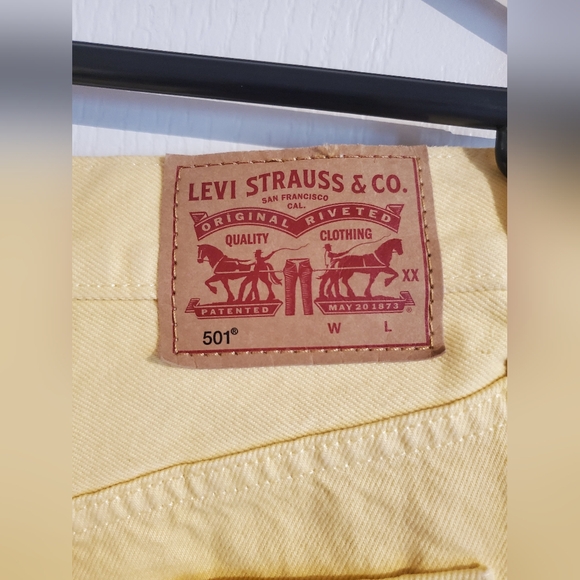 LEVI STRAUSS & CO.
SAN FRANCISCO
CAL.
ORIGINAL RIVETED
QUALITY CLOTHING
XX
PATENTED MAY 20 1873 ®
501® W L